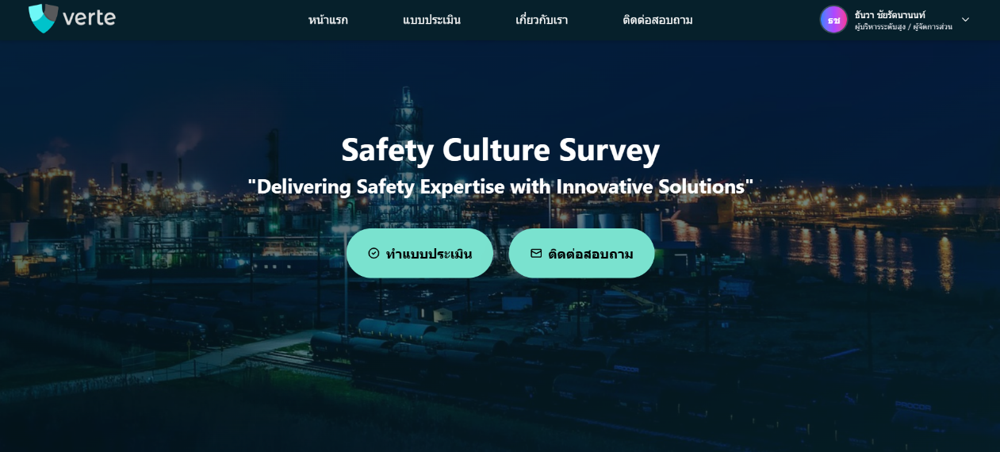 verte
หน้าแรก
แบบประเมิน
เกี่ยวกับเรา
ติดต่อสอบถาม
ธช
ธันวา ชัยรัตนานนท์
ผู้บริหารระดับสูง / ผู้จัดการส่วน
Safety Culture Survey
"Delivering Safety Expertise with Innovative Solutions"
ทำแบบประเมิน
ติดต่อสอบถาม
PROCOR
PROCOR